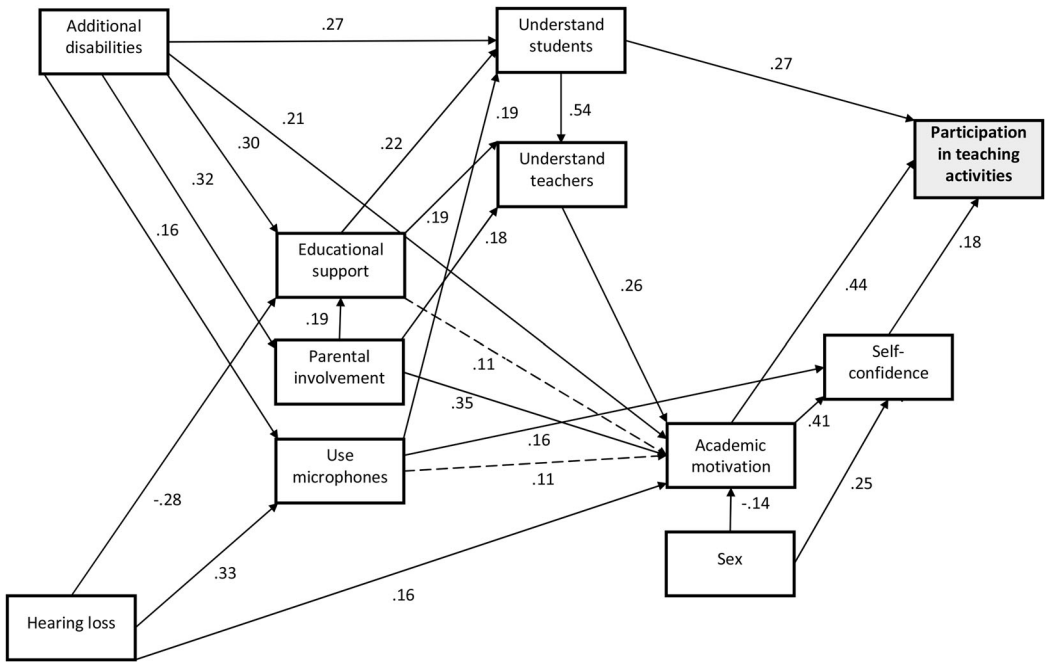 Additional
disabilities
Understand
students
.27
.27
.19
.54
.21
.22
.30
Participation
in teaching
activities
Understand
teachers
.32
.19
.16
.18
Educational
support
.26
.44
.18
.19
Parental
involvement
.11
Self-
confidence
.35
.41
.16
Use
microphones
Academic
motivation
.11
.25
-.28
-.14
Sex
.33
.16
Hearing loss